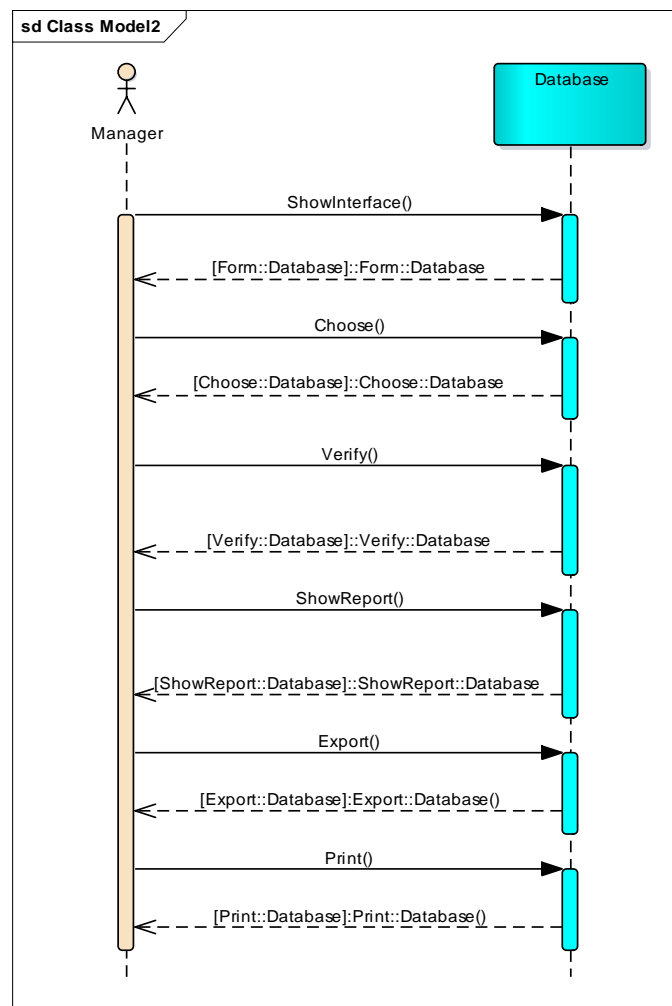 sd Class Model2
Manager
Database
ShowInterface()
[Form::Database]::Form::Database
Choose()
[Choose::Database]::Choose::Database
Verify()
[Verify::Database]::Verify::Database
ShowReport()
[ShowReport::Database]::ShowReport::Database
Export()
[Export::Database]:Export::Database()
Print()
[Print::Database]:Print::Database()